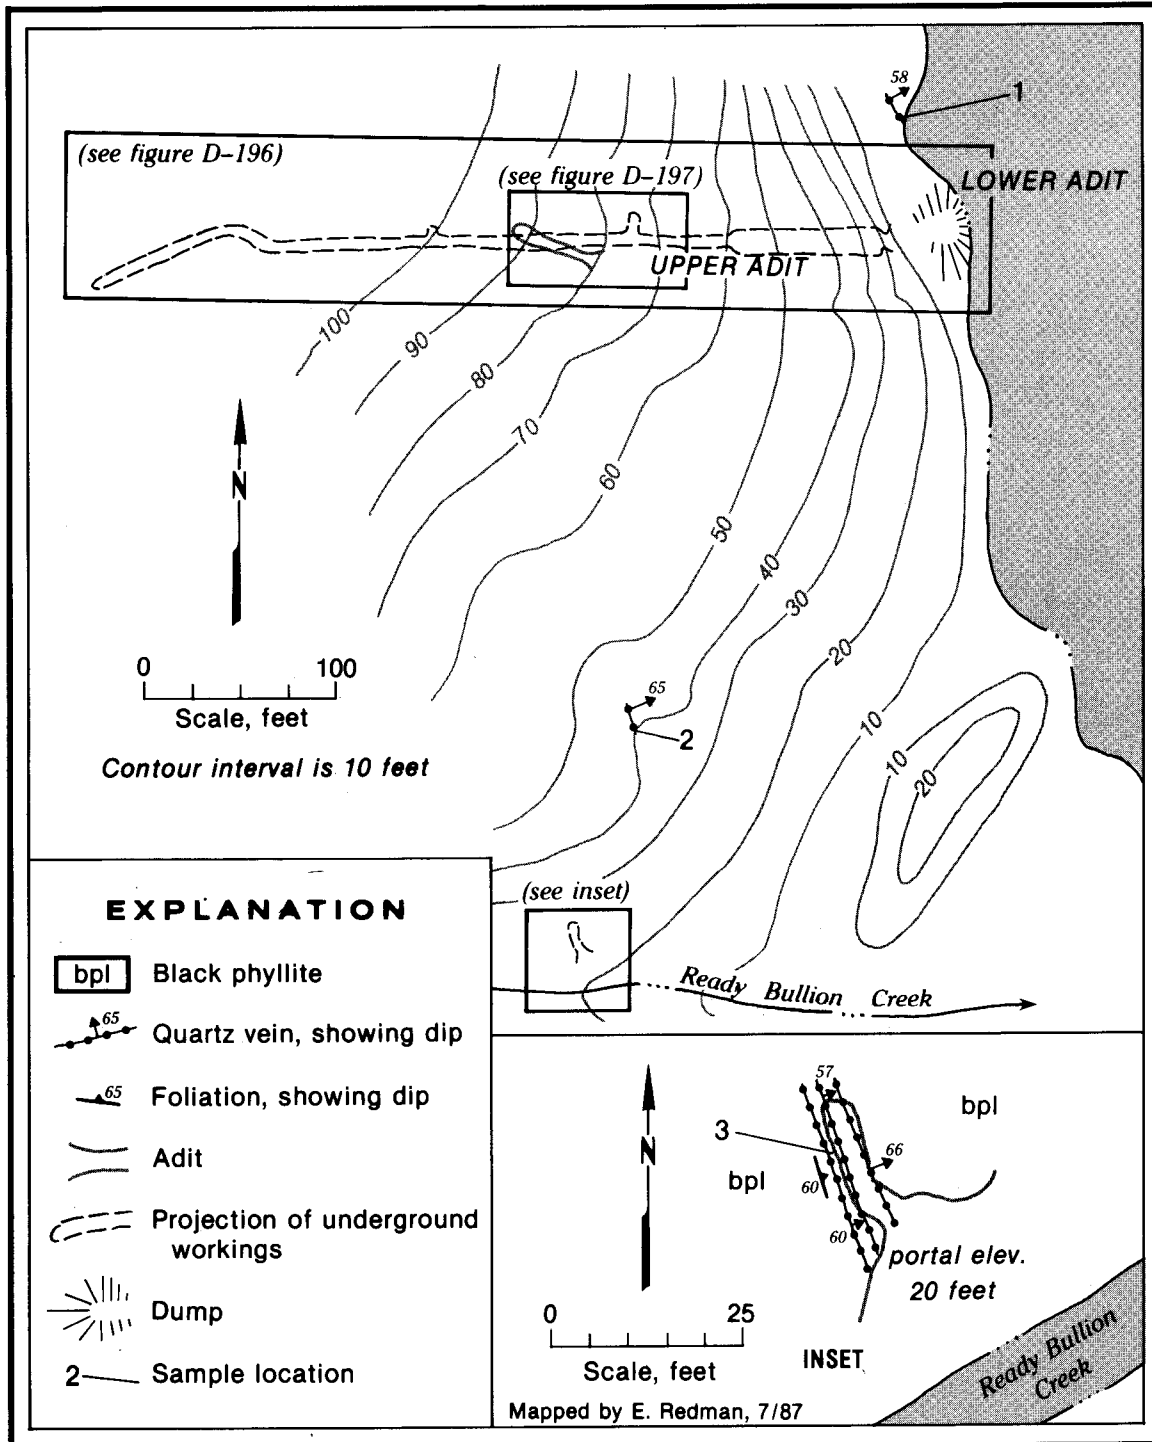 58
1
(see figure D-196)
(see figure D-197)
LOWER ADIT
UPPER ADIT
100
90
80
70
60
50
40
30
20
10
10
20
N
0 100
Scale, feet
Contour interval is 10 feet
65
2
(see inset)
Ready Bullion Creek
EXPLANATION
bpl Black phyllite
65 Quartz vein, showing dip
65 Foliation, showing dip
Adit
Projection of underground
workings
Dump
2 Sample location
N
57
3
bpl
bpl
66
60
60
portal elev.
20 feet
0 25
Scale, feet
INSET
Ready Bullion
Creek
Mapped by E. Redman, 7/87